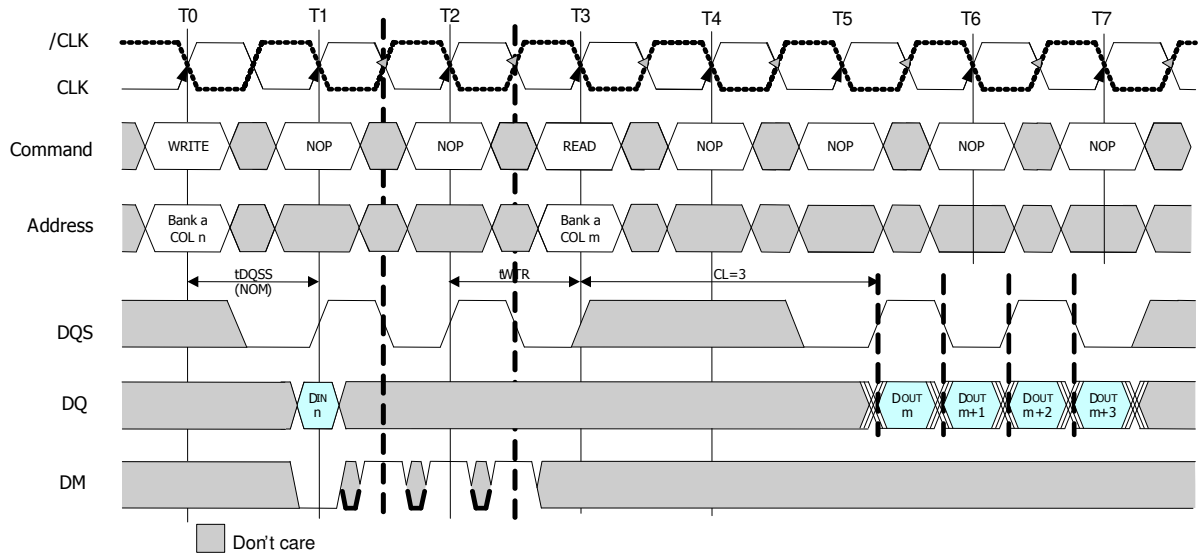 T0 T1 T2 T3 T4 T5 T6 T7
/CLK
CLK
Command WRITE NOP NOP READ NOP NOP NOP NOP
Address
Bank a
COL n
Bank a
COL m
tDQSS
(NOM)
tWTR
CL=3
DQS
DQ
DIN
n
DOUT
m
DOUT
m+1
DOUT
m+2
DOUT
m+3
DM
Don't care